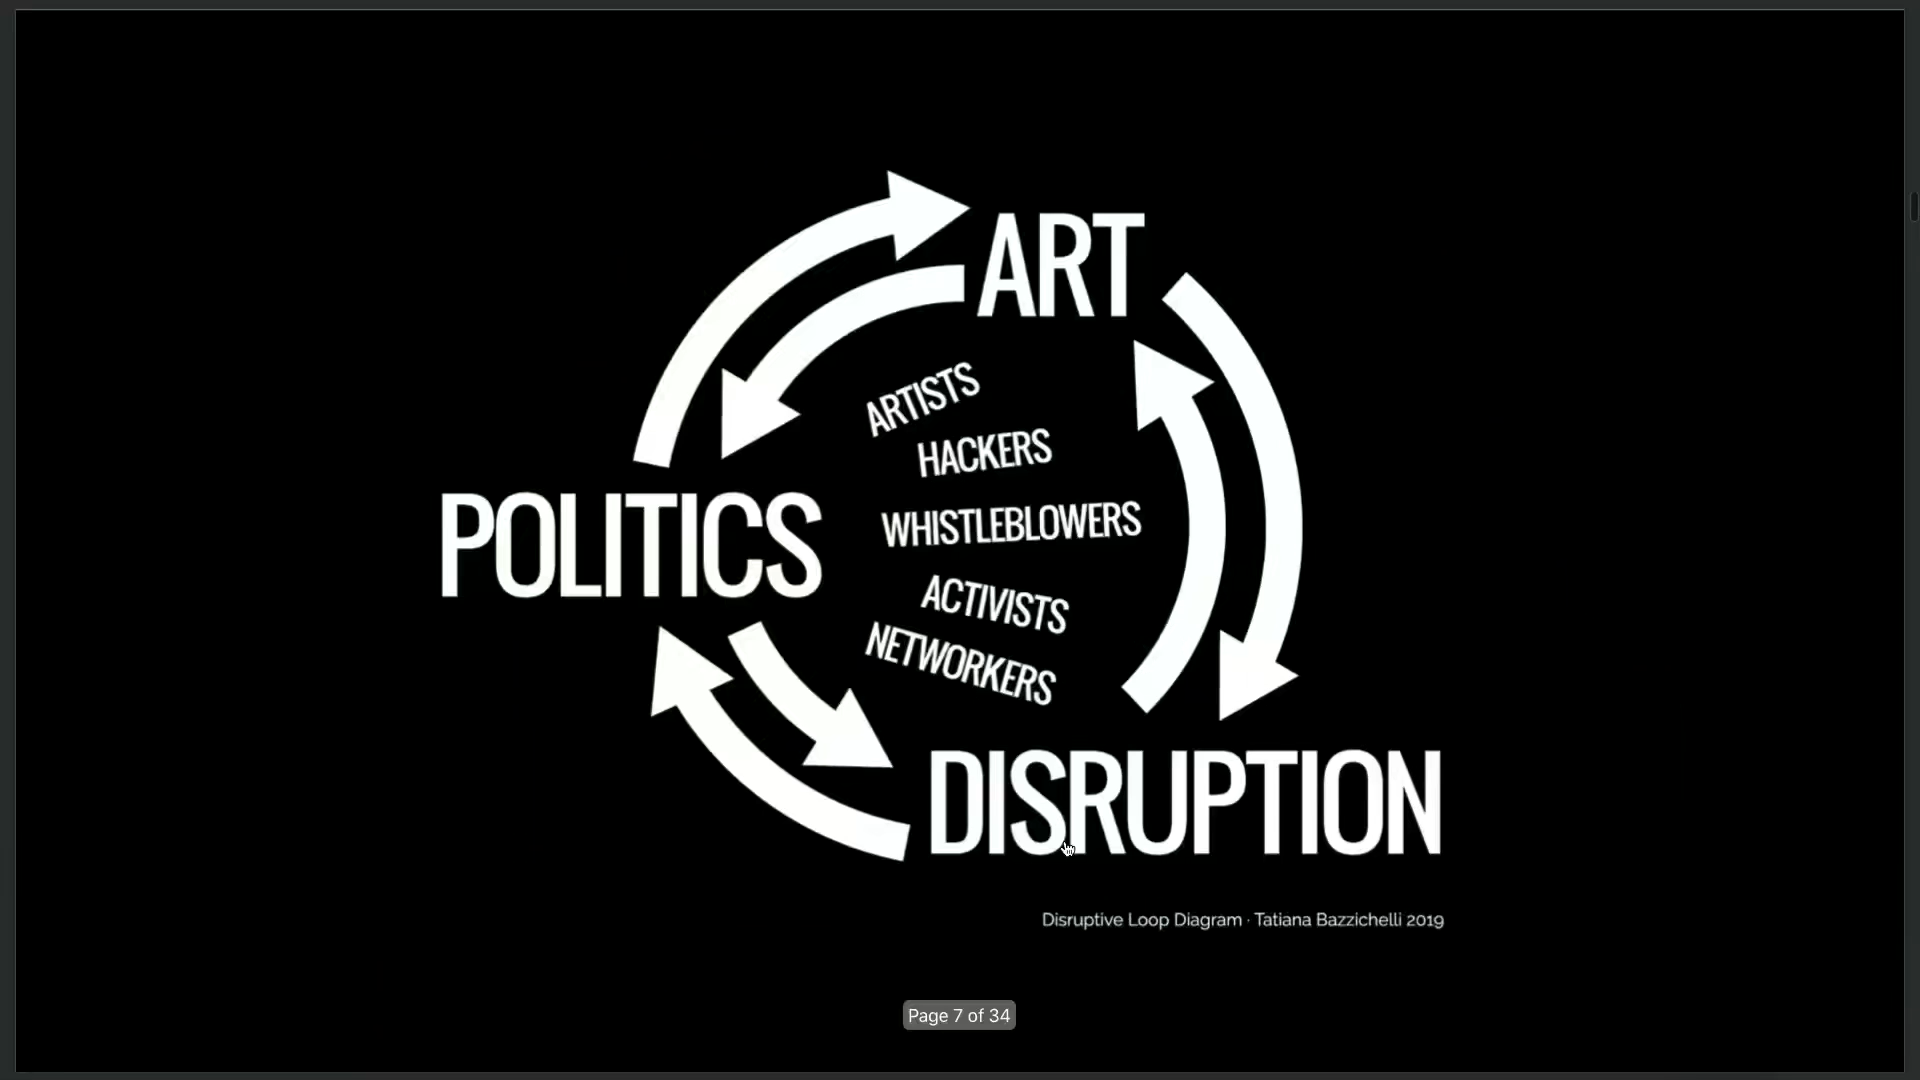 ART
ARTISTS
HACKERS
POLITICS
WHISTLEBLOWERS
ACTIVISTS
NETWORKERS
DISRUPTION
Disruptive Loop Diagram · Tatiana Bazzichelli 2019
Page 7 of 34